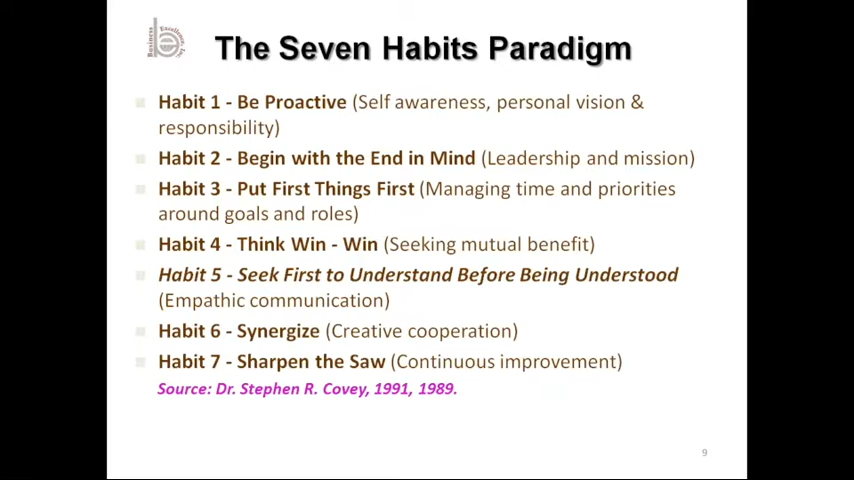 Business Excellence, Inc.
The Seven Habits Paradigm
Habit 1 - Be Proactive (Self awareness, personal vision &
responsibility)
Habit 2 - Begin with the End in Mind (Leadership and mission)
Habit 3 - Put First Things First (Managing time and priorities
around goals and roles)
Habit 4 - Think Win - Win (Seeking mutual benefit)
Habit 5 - Seek First to Understand Before Being Understood
(Empathic communication)
Habit 6 - Synergize (Creative cooperation)
Habit 7 - Sharpen the Saw (Continuous improvement)
Source: Dr. Stephen R. Covey, 1991, 1989.
9